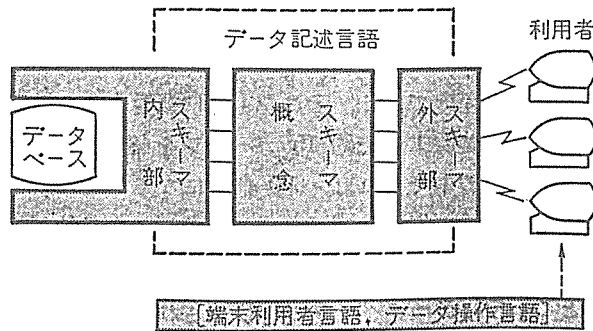 データ記述言語
利用者
データ
ベース
内部
スキーマ
概念
スキーマ
外部
スキーマ
[端末利用者言語，データ操作言語]